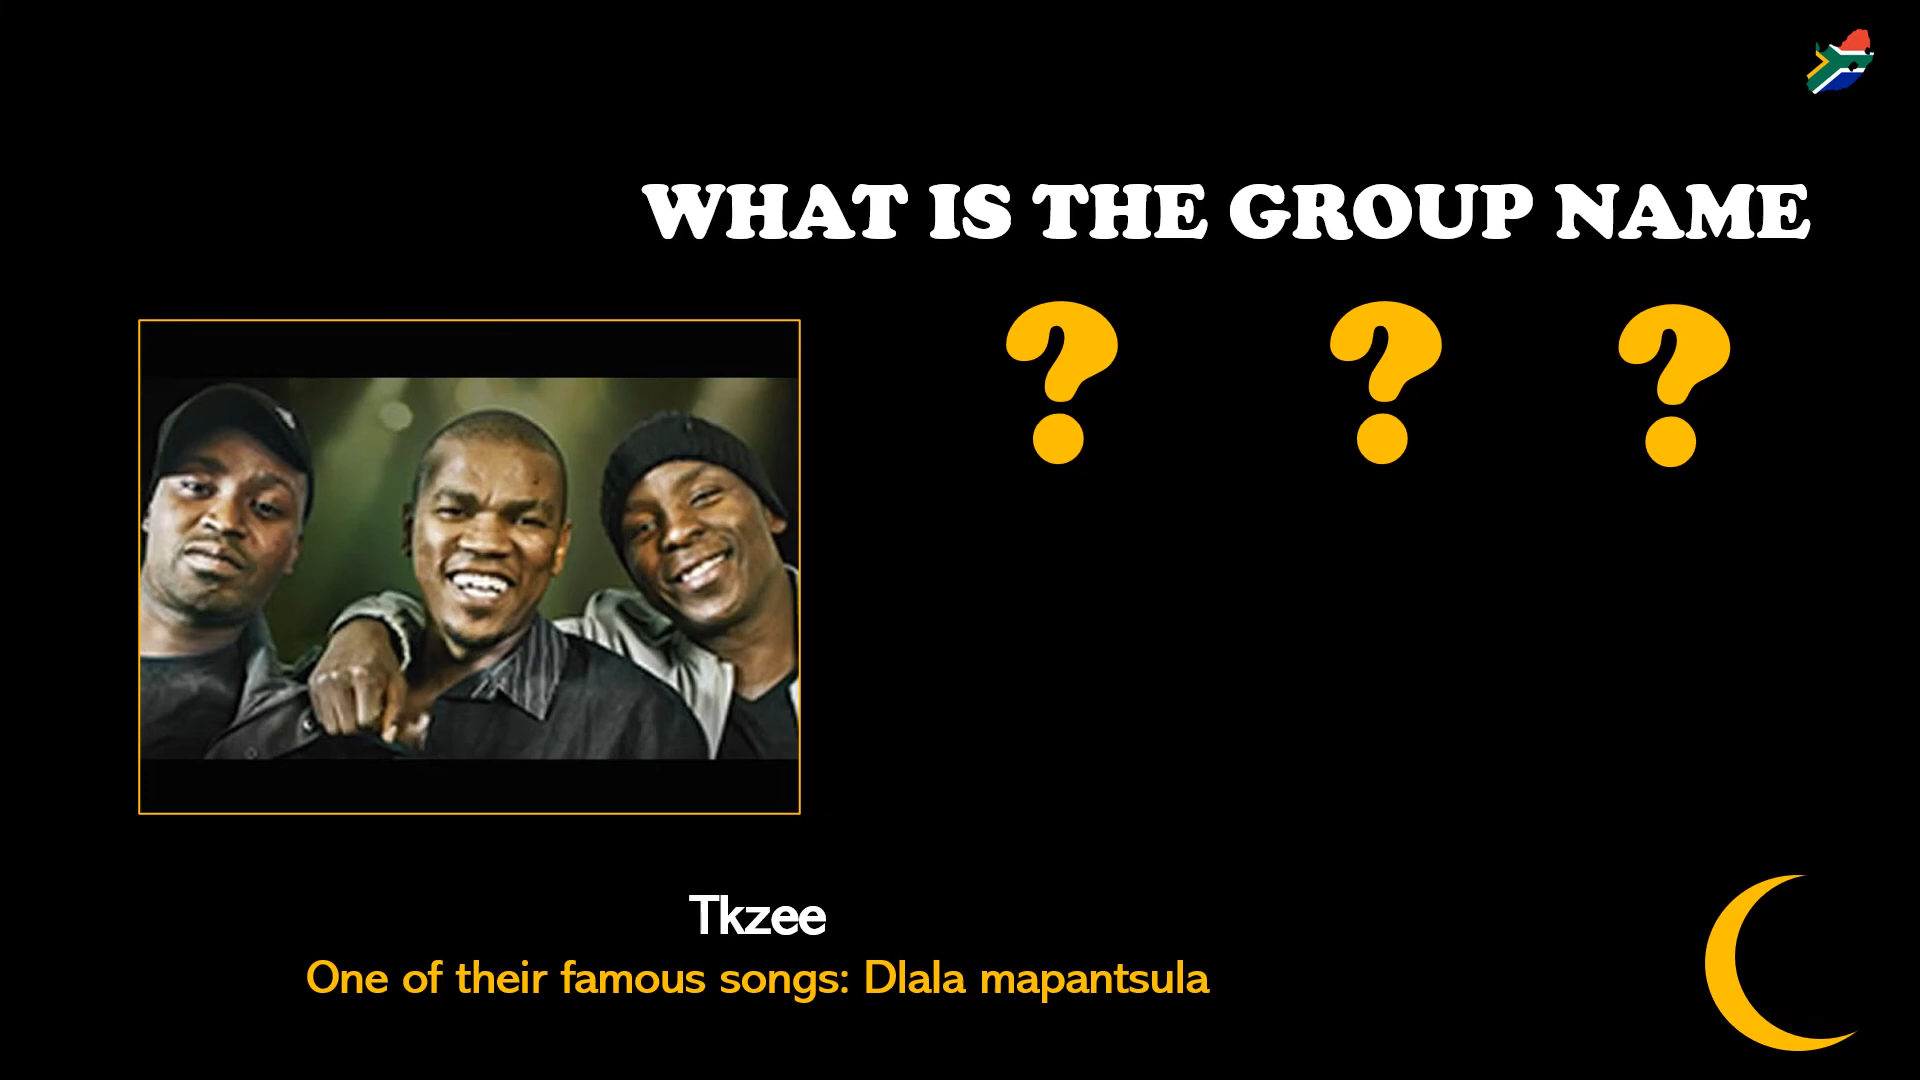 WHAT IS THE GROUP NAME
? ? ?
Tkzee
One of their famous songs: Dlala mapantsula